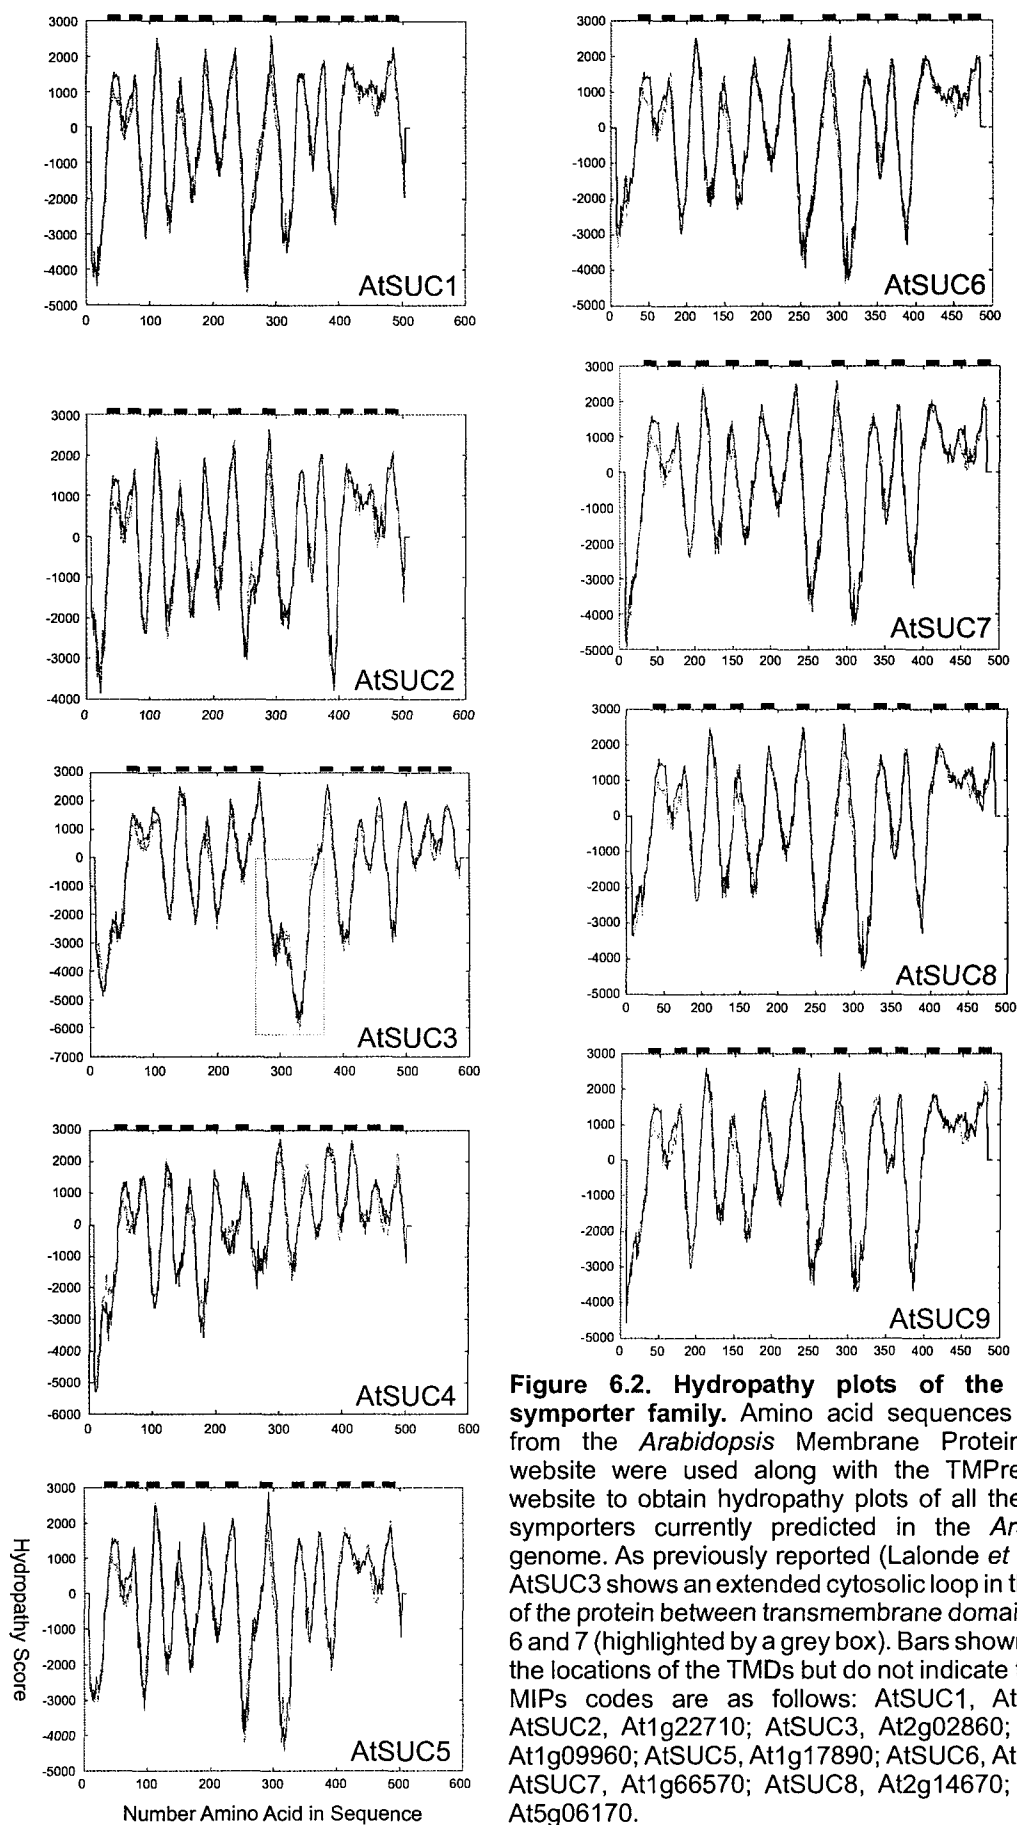 3000
2000
1000
0
-1000
-2000
-3000
-4000
-5000
AtSUC1
0 100 200 300 400 500 600
3000
2000
1000
0
-1000
-2000
-3000
-4000
AtSUC2
0 100 200 300 400 500 600
3000
2000
1000
0
-1000
-2000
-3000
-4000
-5000
-6000
-7000
AtSUC3
0 100 200 300 400 500 600
3000
2000
1000
0
-1000
-2000
-3000
-4000
-5000
-6000
AtSUC4
0 100 200 300 400 500 600
3000
2000
1000
0
-1000
-2000
-3000
-4000
-5000
AtSUC5
0 100 200 300 400 500 600
Hydropathy Score
Number Amino Acid in Sequence
3000
2000
1000
0
-1000
-2000
-3000
-4000
-5000
AtSUC6
0 50 100 150 200 250 300 350 400 450 500
3000
2000
1000
0
-1000
-2000
-3000
-4000
-5000
AtSUC7
0 50 100 150 200 250 300 350 400 450 500
3000
2000
1000
0
-1000
-2000
-3000
-4000
-5000
AtSUC8
0 50 100 150 200 250 300 350 400 450 500
3000
2000
1000
0
-1000
-2000
-3000
-4000
-5000
AtSUC9
0 50 100 150 200 250 300 350 400 450 500
Figure 6.2. Hydropathy plots of the
symporter family. Amino acid sequences
from the Arabidopsis Membrane Protein
website were used along with the TMPre
website to obtain hydropathy plots of all the
symporters currently predicted in the Ar
genome. As previously reported (Lalonde et
AtSUC3 shows an extended cytosolic loop in t
of the protein between transmembrane domai
6 and 7 (highlighted by a grey box). Bars shown
the locations of the TMDs but do not indicate
MIPs codes are as follows: AtSUC1, At
AtSUC2, At1g22710; AtSUC3, At2g02860;
At1g09960; AtSUC5, At1g17890; AtSUC6, At
AtSUC7, At1g66570; AtSUC8, At2g14670;
At5g06170.